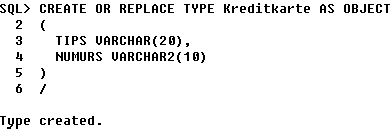 SQL> CREATE OR REPLACE TYPE Kreditkarte AS OBJECT
  2  (
  3    TIPS VARCHAR(20),
  4    NUMURS VARCHAR2(10)
  5  )
  6  /
Type created.